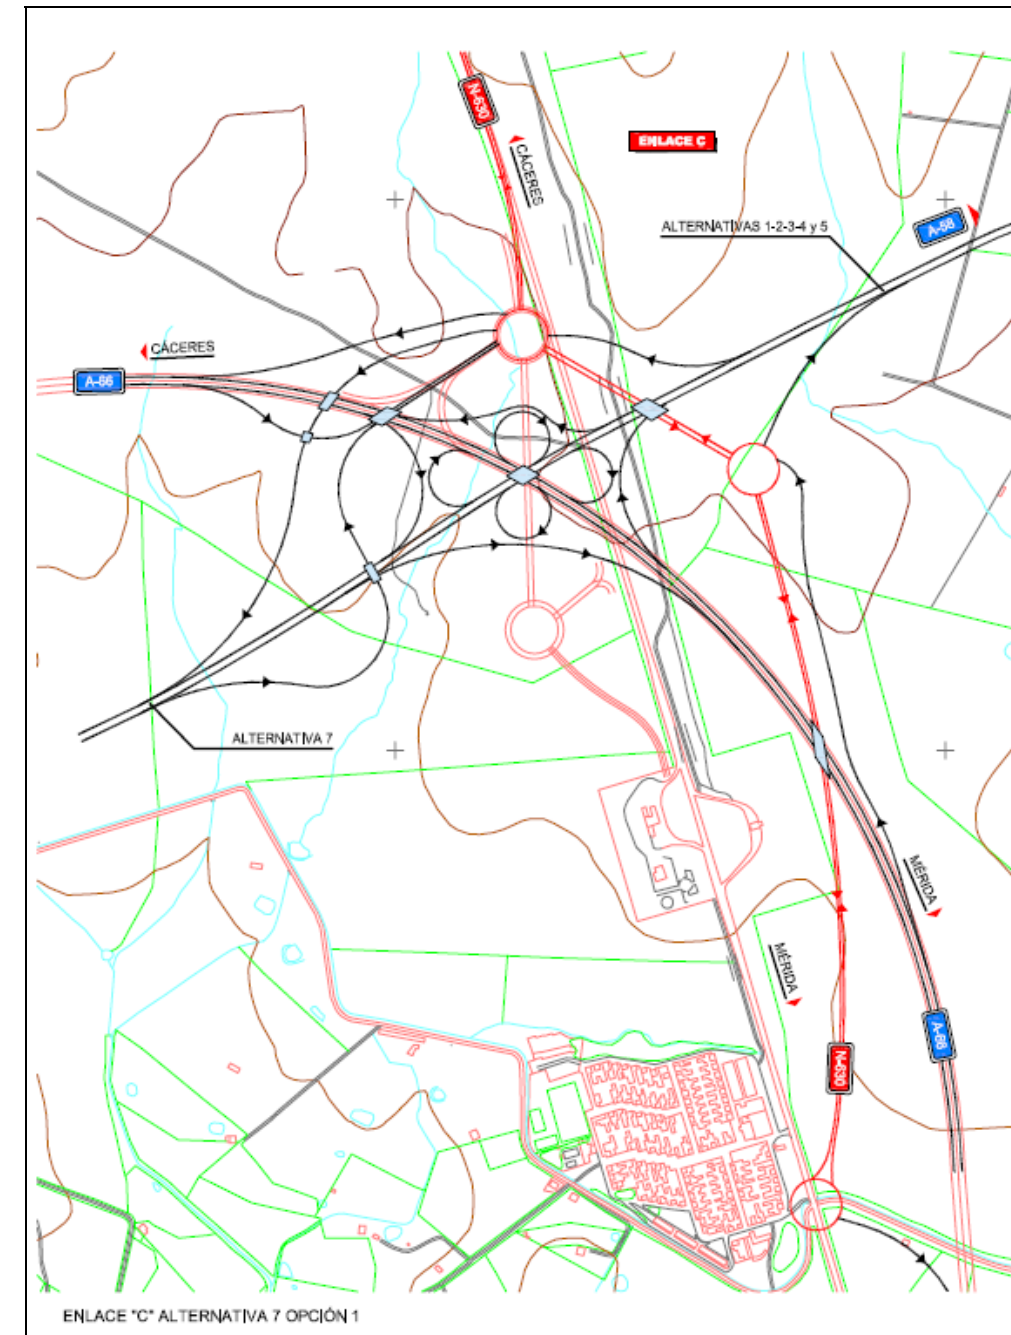 N-630
CÁCERES
ENLACE C
ALTERNATIVAS 1-2-3-4 y 5
A-58
CÁCERES
A-66
ALTERNATIVA 7
MÉRIDA
MÉRIDA
A-66
N-630
ENLACE "C" ALTERNATIVA 7 OPCIÓN 1